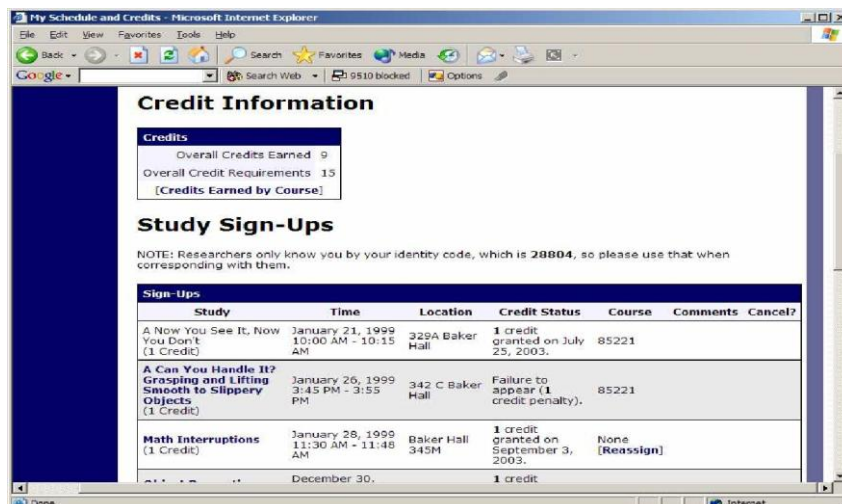 My Schedule and Credits - Microsoft Internet Explorer
File Edit View Favorites Tools Help
Back Search Favorites Media
Google Search Web 9510 blocked Options
Credit Information
Credits
Overall Credits Earned 9
Overall Credit Requirements 15
[Credits Earned by Course]
Study Sign-Ups
NOTE: Researchers only know you by your identity code, which is 28804, so please use that when
corresponding with them.
Sign-Ups
Study Time Location Credit Status Course Comments Cancel?
A Now You See It, Now
You Don't
(1 Credit)
January 21, 1999
10:00 AM - 10:15
AM
329A Baker
Hall
1 credit
granted on July
25, 2003.
85221
A Can You Handle It?
Grasping and Lifting
Smooth to Slippery
Objects
(1 Credit)
January 26, 1999
3:45 PM - 3:55
PM
342 C Baker
Hall
Failure to
appear (1
credit penalty).
85221
Math Interruptions
(1 Credit)
January 28, 1999
11:30 AM - 11:48
AM
Baker Hall
345M
1 credit
granted on
September 3,
2003.
None
[Reassign]
December 30,
1 credit
Done
Internet